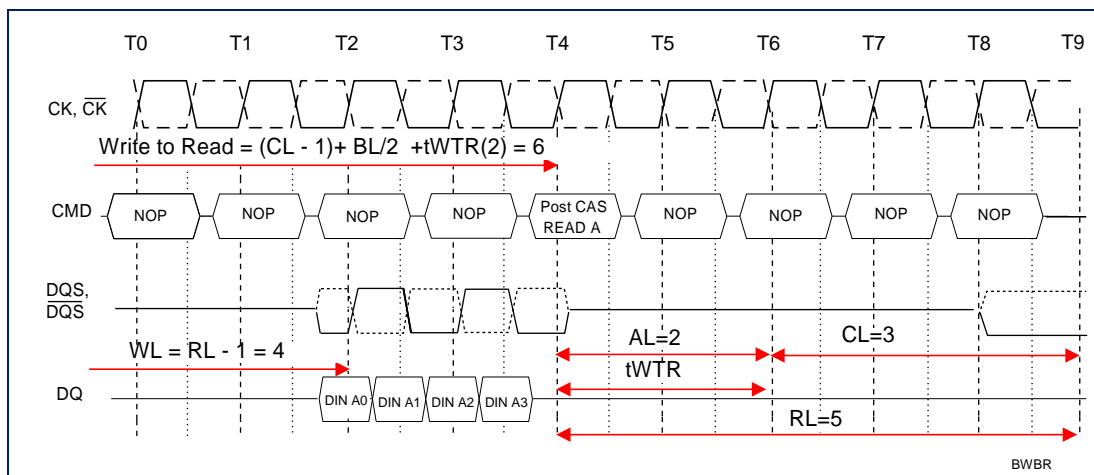 T0 T1 T2 T3 T4 T5 T6 T7 T8 T9
CK, CK
Write to Read = (CL - 1)+ BL/2 +tWTR(2) = 6
CMD NOP NOP NOP NOP Post CAS READ A NOP NOP NOP NOP
DQS,
DQS
WL = RL - 1 = 4
AL=2 CL=3
tWTR
DQ DIN A0 DIN A1 DIN A2 DIN A3
RL=5
BWBR